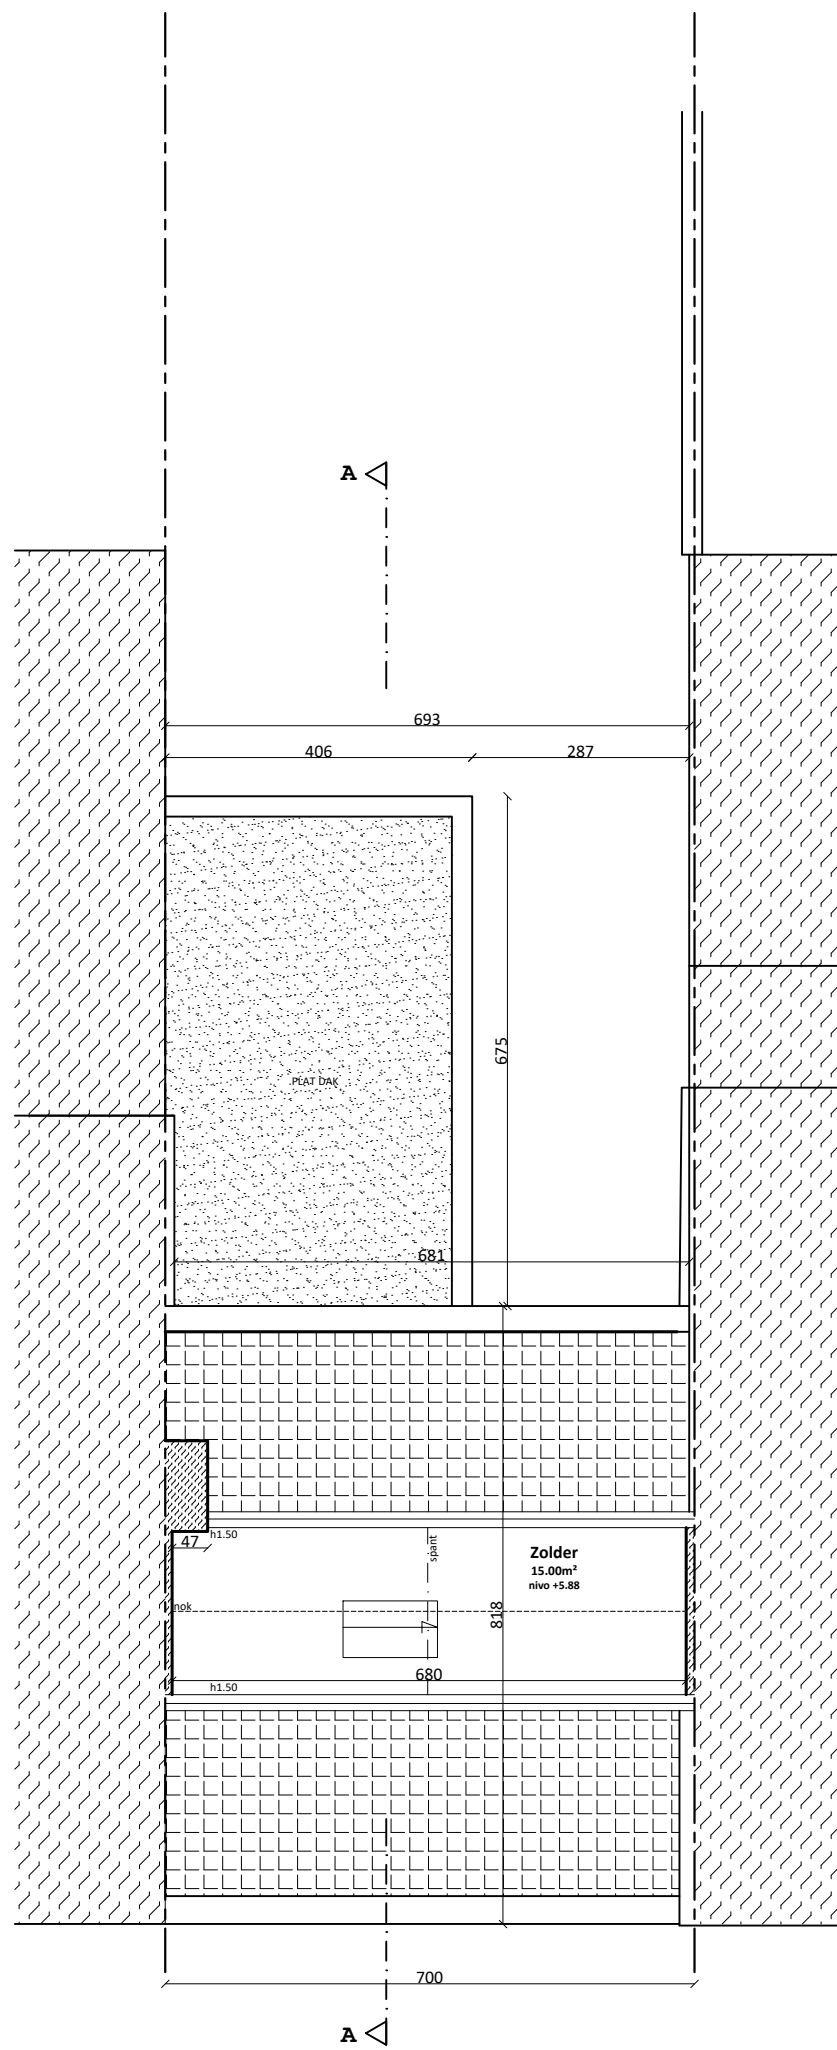 A
693
406
287
675
PLAT DAK
681
47
h1.50
spant
Zolder
15.00m²
nivo +5.88
nok
818
680
h1.50
700
A